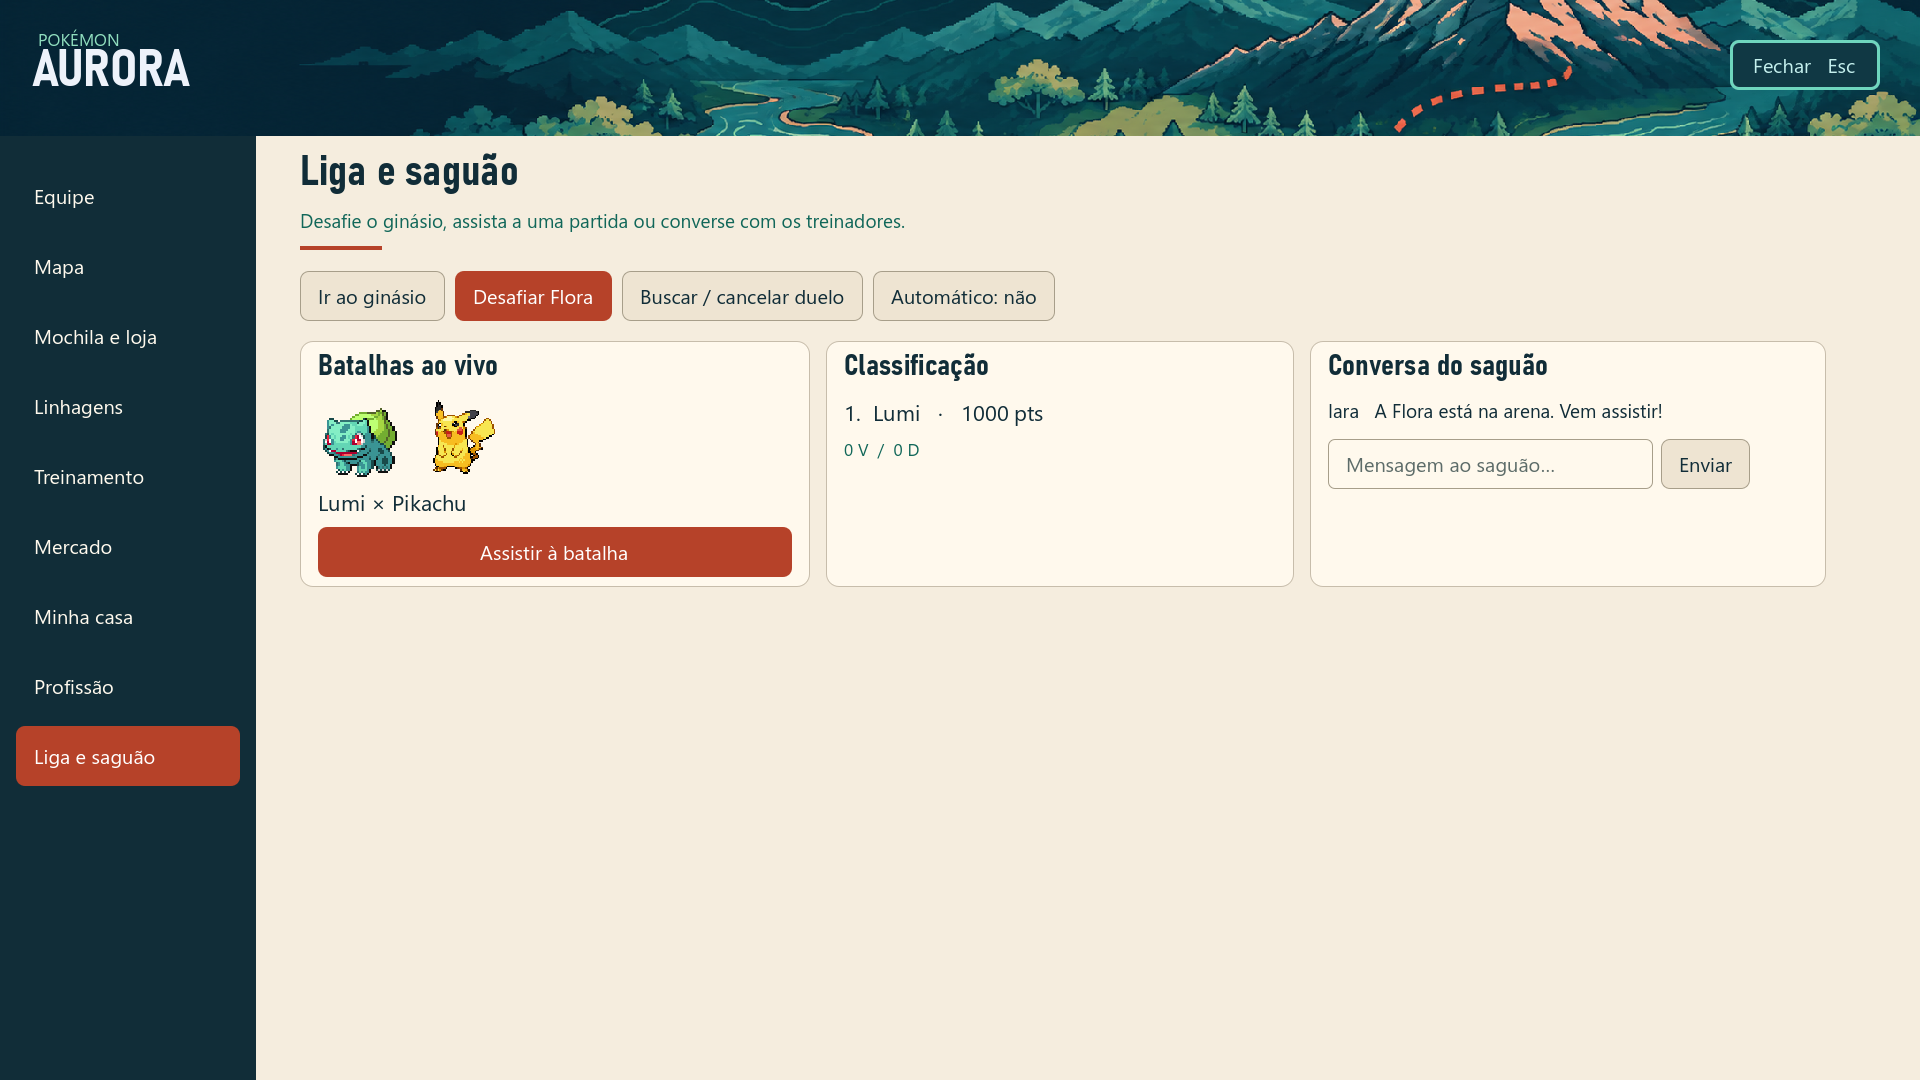 POKÉMON
AURORA
Fechar Esc
Equipe
Mapa
Mochila e loja
Linhagens
Treinamento
Mercado
Minha casa
Profissão
Liga e saguão
Liga e saguão
Desafie o ginásio, assista a uma partida ou converse com os treinadores.
Ir ao ginásio
Desafiar Flora
Buscar / cancelar duelo
Automático: não
Batalhas ao vivo
Lumi × Pikachu
Assistir à batalha
Classificação
1. Lumi · 1000 pts
0 V / 0 D
Conversa do saguão
Iara A Flora está na arena. Vem assistir!
Mensagem ao saguão...
Enviar